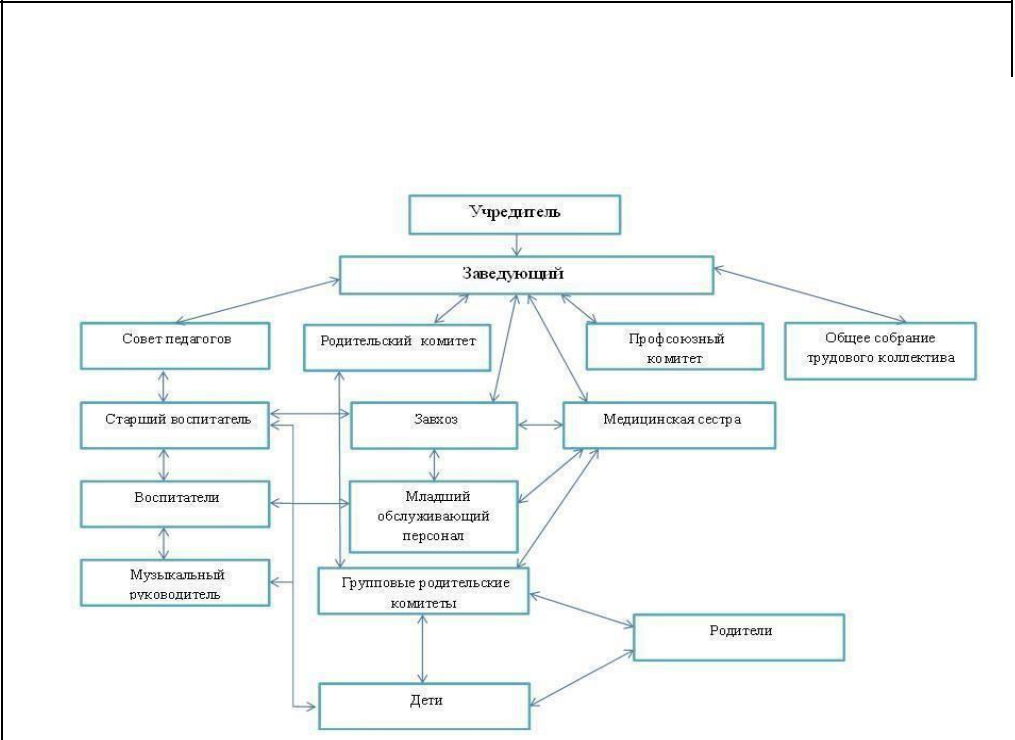 Учредитель
Заведующий
Совет педагогов
Родительский комитет
Профсоюзный
комитет
Общее собрание
трудового коллектива
Старший воспитатель
Завхоз
Медицинская сестра
Воспитатели
Младший
обслуживающий
персонал
Музыкальный
руководитель
Групповые родительские
комитеты
Родители
Дети